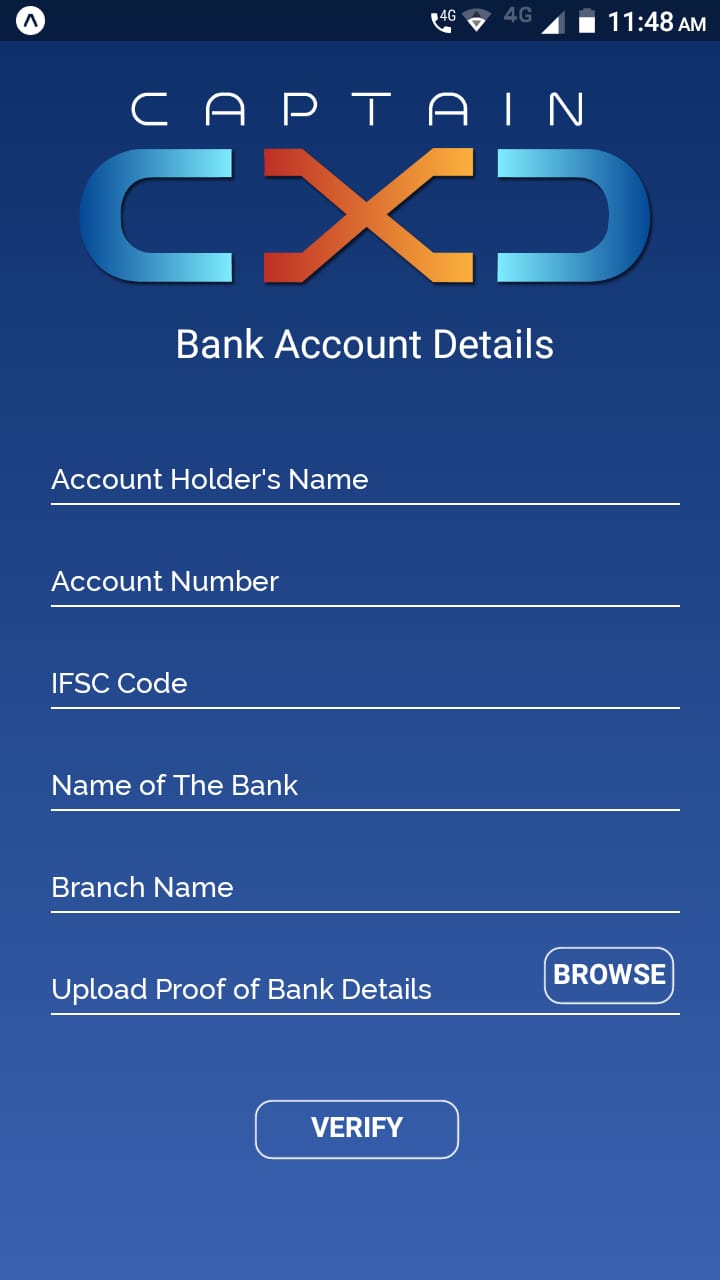 4G 4G 11:48 AM
CAPTAIN
CXD
Bank Account Details
Account Holder's Name
Account Number
IFSC Code
Name of The Bank
Branch Name
Upload Proof of Bank Details BROWSE
VERIFY